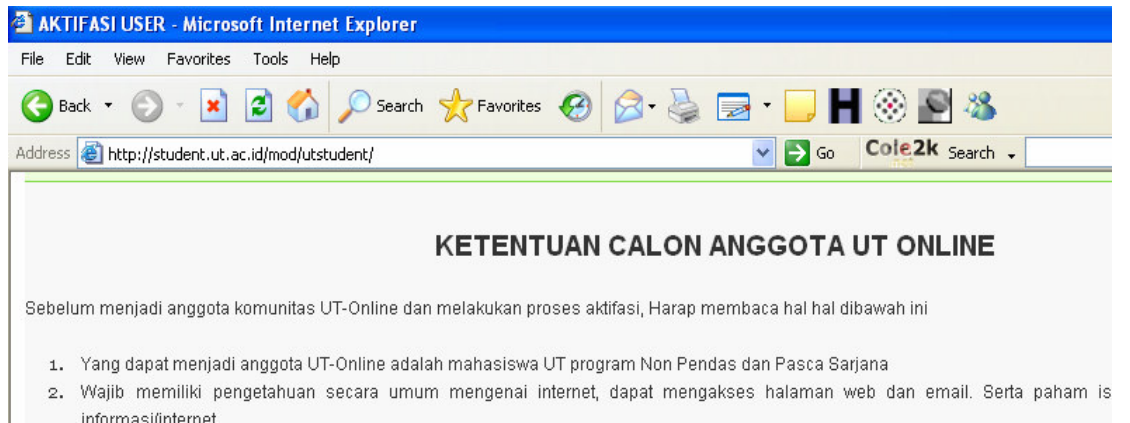 AKTIFASI USER - Microsoft Internet Explorer
File Edit View Favorites Tools Help
Back Search Favorites
Address http://student.ut.ac.id/mod/utstudent/ Go Cole2k Search
KETENTUAN CALON ANGGOTA UT ONLINE
Sebelum menjadi anggota komunitas UT-Online dan melakukan proses aktifasi, Harap membaca hal hal dibawah ini
1. Yang dapat menjadi anggota UT-Online adalah mahasiswa UT program Non Pendas dan Pasca Sarjana
2. Wajib memiliki pengetahuan secara umum mengenai internet, dapat mengakses halaman web dan email. Serta paham is
informasi/internet